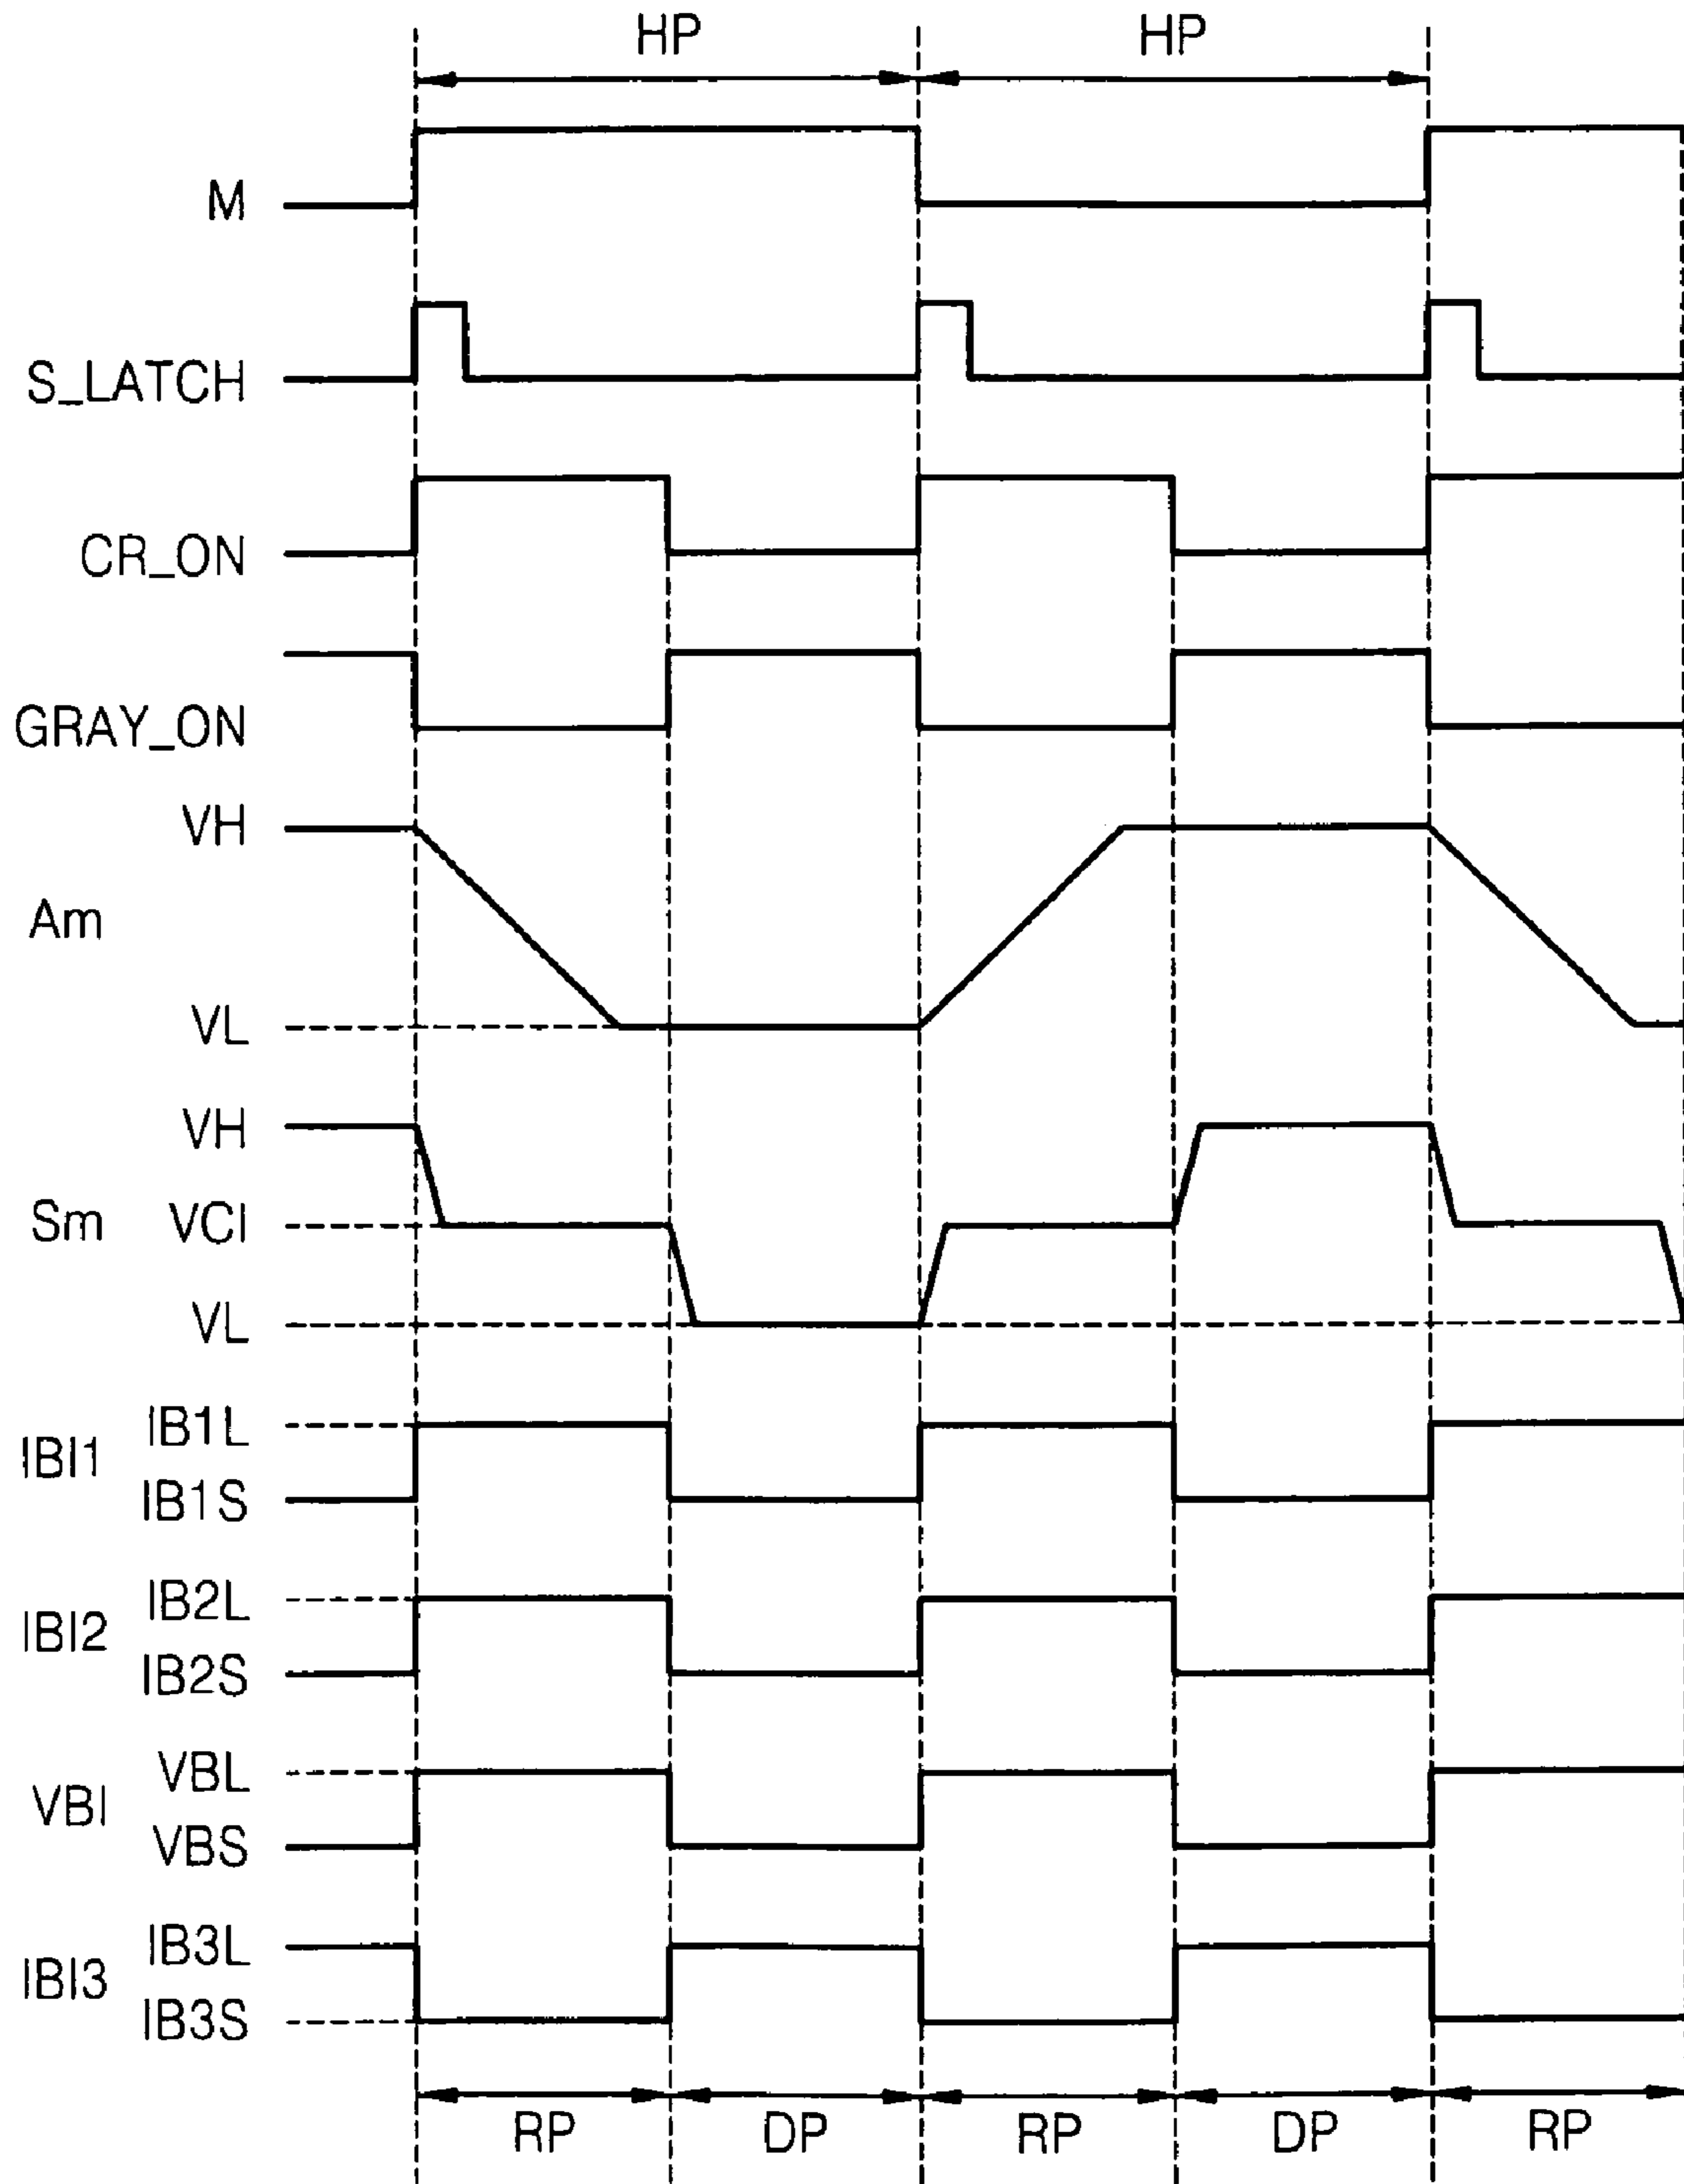 HP HP
M
S_LATCH
CR_ON
GRAY_ON
VH
Am
VL
VH
Sm VCI
VL
IB1L
IBI1
IB1S
IB2L
IBI2
IB2S
VBL
VBI
VBS
IB3L
IBI3
IB3S
RP DP RP DP RP